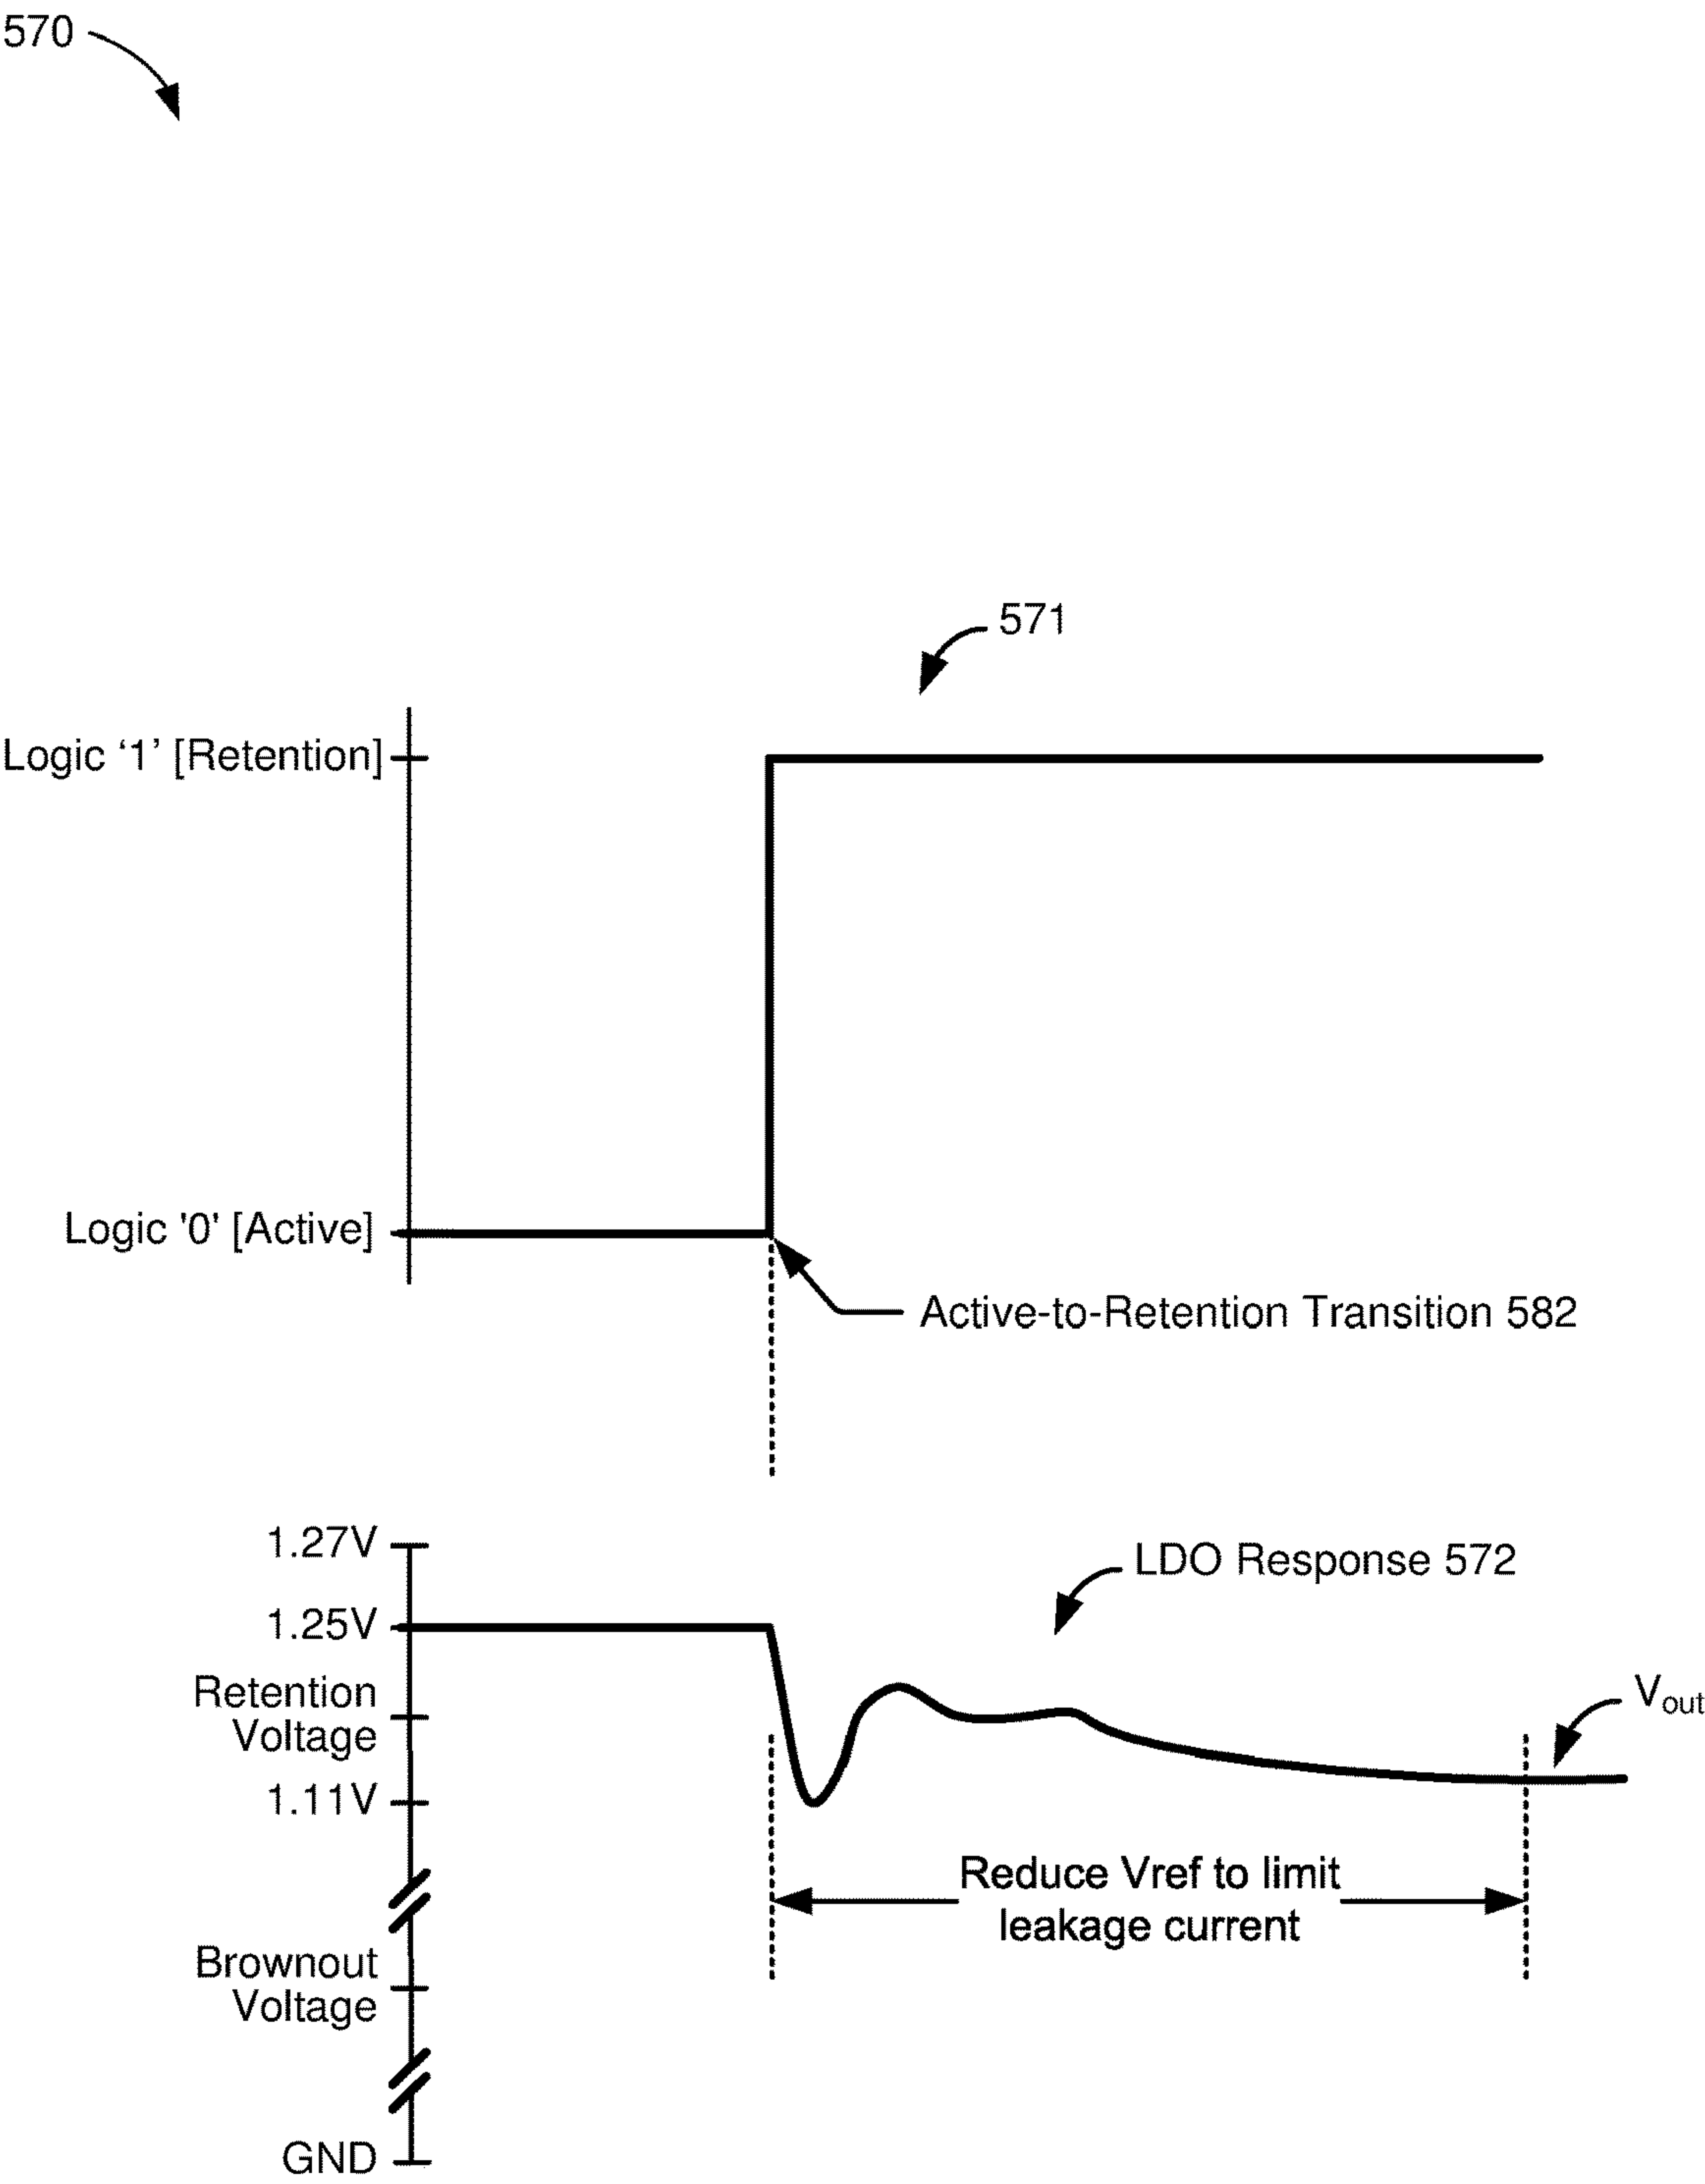 570
571
Logic ‘1’ [Retention]
Logic '0' [Active]
Active-to-Retention Transition 582
1.27V
LDO Response 572
1.25V
Retention
Voltage
Vout
1.11V
Reduce Vref to limit
leakage current
Brownout
Voltage
GND